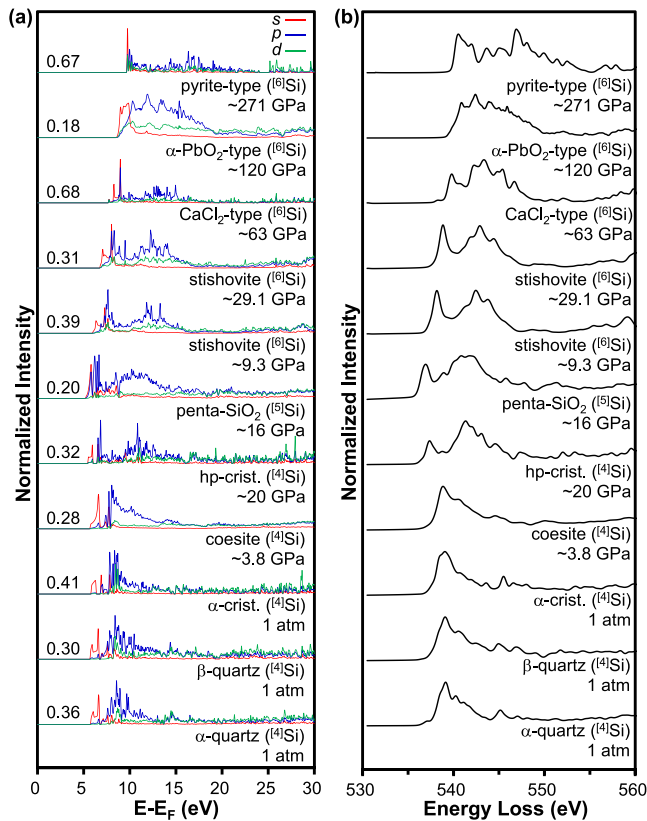 (a)
s
p
d
0.67
pyrite-type ([6]Si)
~271 GPa
0.18
α-PbO2-type ([6]Si)
~120 GPa
0.68
CaCl2-type ([6]Si)
~63 GPa
0.31
stishovite ([6]Si)
~29.1 GPa
0.39
stishovite ([6]Si)
~9.3 GPa
0.20
penta-SiO2 ([5]Si)
~16 GPa
0.32
hp-crist. ([4]Si)
~20 GPa
0.28
coesite ([4]Si)
~3.8 GPa
0.41
α-crist. ([4]Si)
1 atm
0.30
β-quartz ([4]Si)
1 atm
0.36
α-quartz ([4]Si)
1 atm
Normalized Intensity
0 5 10 15 20 25 30
E-EF (eV)
(b)
pyrite-type ([6]Si)
~271 GPa
α-PbO2-type ([6]Si)
~120 GPa
CaCl2-type ([6]Si)
~63 GPa
stishovite ([6]Si)
~29.1 GPa
stishovite ([6]Si)
~9.3 GPa
penta-SiO2 ([5]Si)
~16 GPa
hp-crist. ([4]Si)
~20 GPa
coesite ([4]Si)
~3.8 GPa
α-crist. ([4]Si)
1 atm
β-quartz ([4]Si)
1 atm
α-quartz ([4]Si)
1 atm
Normalized Intensity
530 540 550 560
Energy Loss (eV)